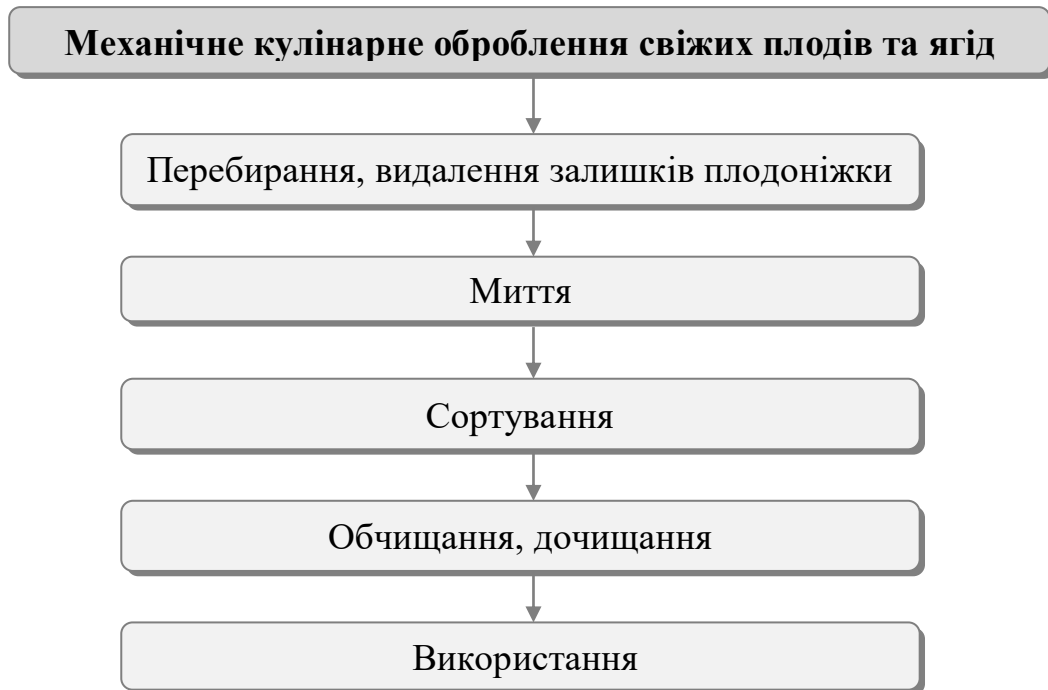 Механічне кулінарне оброблення свіжих плодів та ягід
Перебирання, видалення залишків плодоніжки
Миття
Сортування
Обчищання, дочищання
Використання